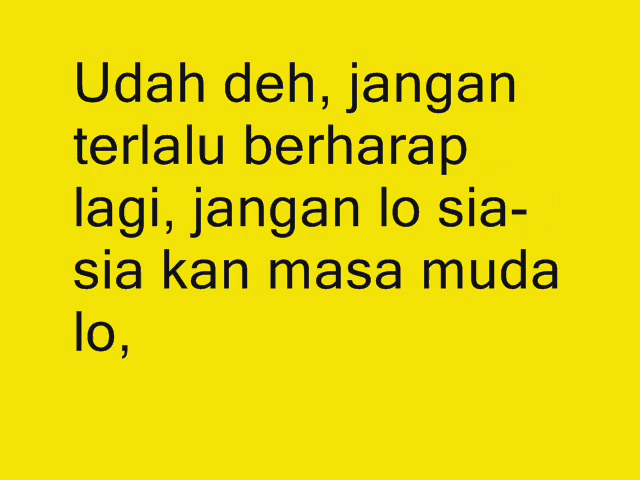 Udah deh, jangan
terlalu berharap
lagi, jangan lo sia-
sia kan masa muda
lo,